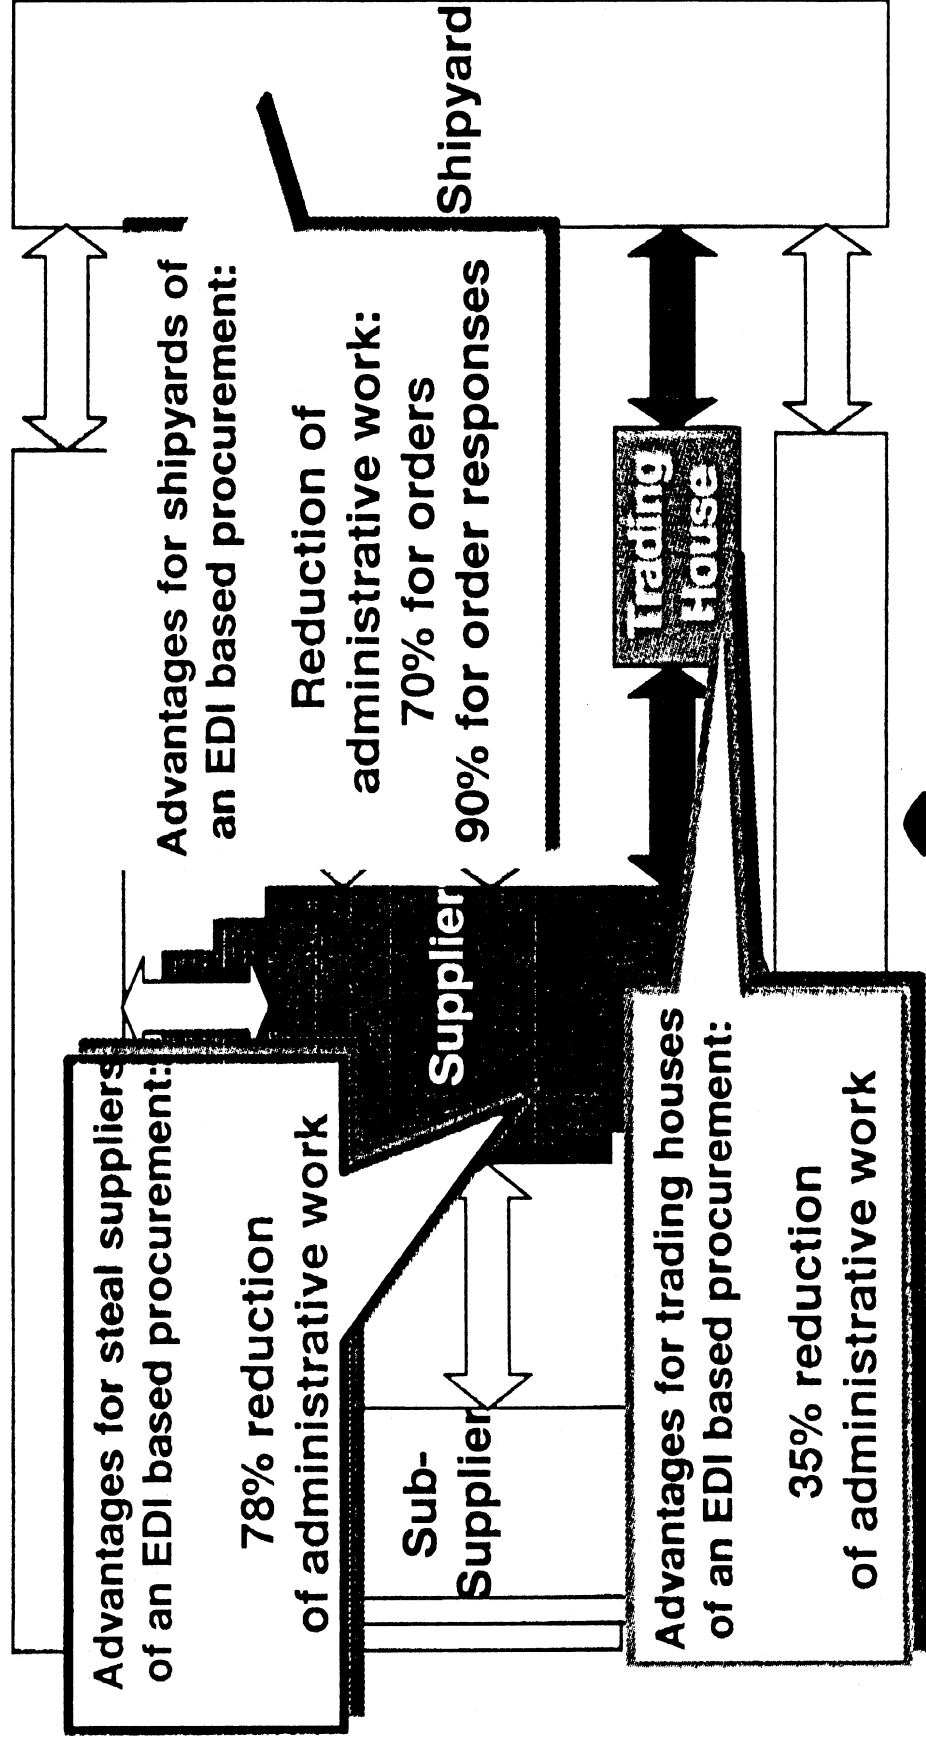 Advantages for steal suppliers
of an EDI based procurement:
78% reduction
of administrative work
Advantages for shipyards of
an EDI based procurement:
Reduction of
administrative work:
70% for orders
90% for order responses
Sub-
Supplier
Supplier
Shipyard
Trading
House
Advantages for trading houses
of an EDI based procurement:
35% reduction
of administrative work